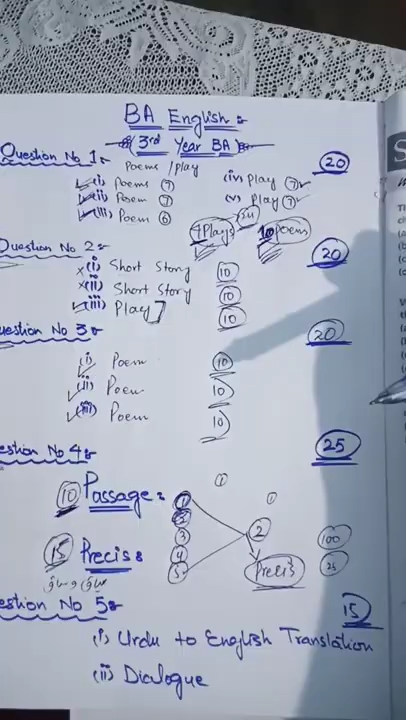 BA English :-
3rd Year BA
Question No 1 :-
20
Poems / play
(i) Poems 7
(iv) play 7
(ii) Poem 7
(v) Play 7
(iii) Poem 6
4 Plays
10 poem
Question 2 :-
20
(i) Short Story 10
(ii) Short Story 10
(iii) Play 10
uestion No 3 :-
20
(i) Poem 10
(ii) Poem 10
(iii) Poem 10
uestion No 4 :-
25
10 Passage :-
1
2
3
4
5
2
100
15 Precis :-
Precis
25
estion No 5 :-
15
(i) Urdu to English Translation
(ii) Dialogue